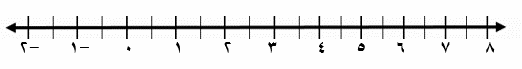 ٢− ١− ٠ ١ ٢ ٣ ٤ ٥ ٦ ٧ ٨